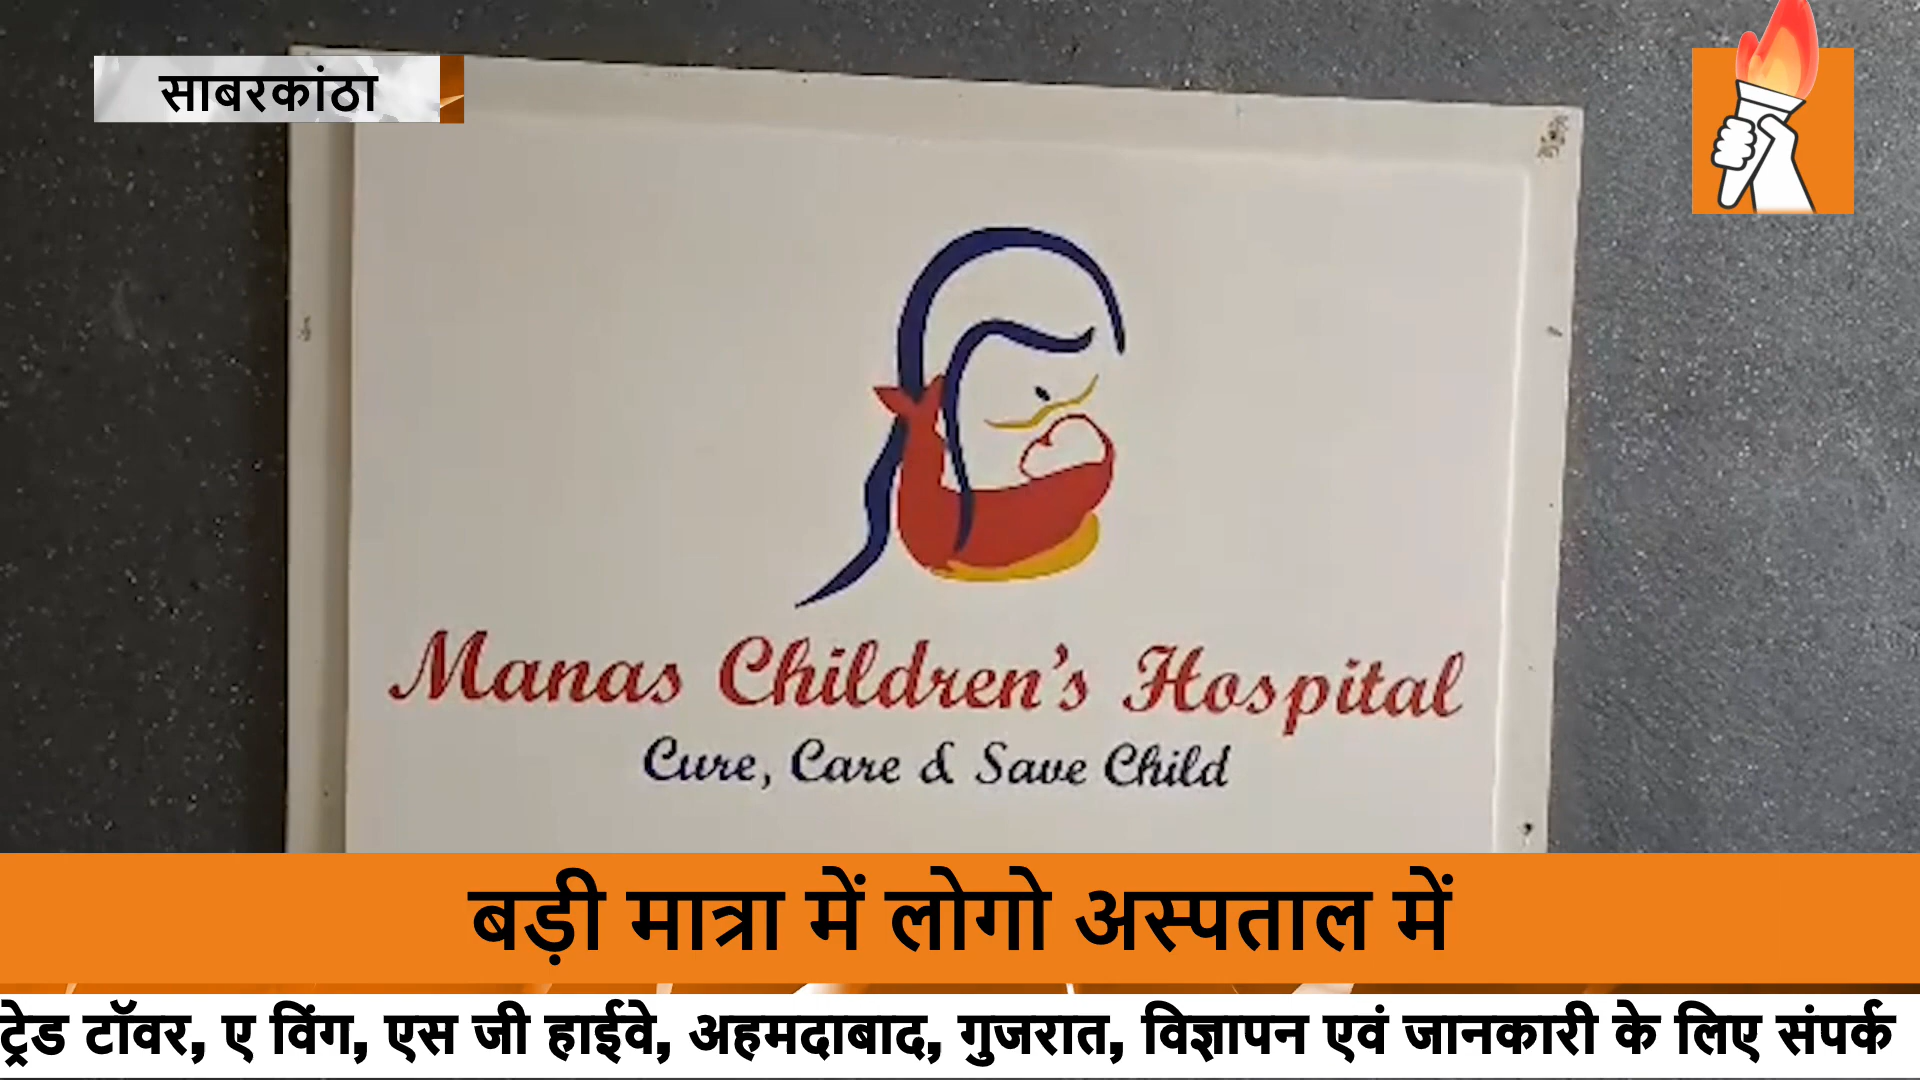 साबरकांठा
Manas Children's Hospital
Cure, Care & Save Child
बड़ी मात्रा में लोगो अस्पताल में
ट्रेड टॉवर, ए विंग, एस जी हाईवे, अहमदाबाद, गुजरात, विज्ञापन एवं जानकारी के लिए संपर्क